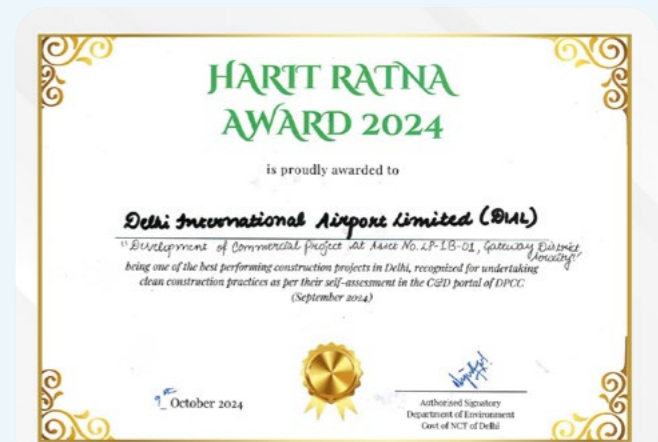 HARIT RATNA
AWARD 2024
is proudly awarded to
Delhi International Airport Limited (DIAL)
"Development of Commercial Project at Asset No. LP-1B-01, Gateway District,
Aerocity"
being one of the best performing construction projects in Delhi, recognized for undertaking
clean construction practices as per their self-assessment in the C&D portal of DPCC
(September 2024)
9th October 2024
Authorised Signatory
Department of Environment
Govt of NCT of Delhi